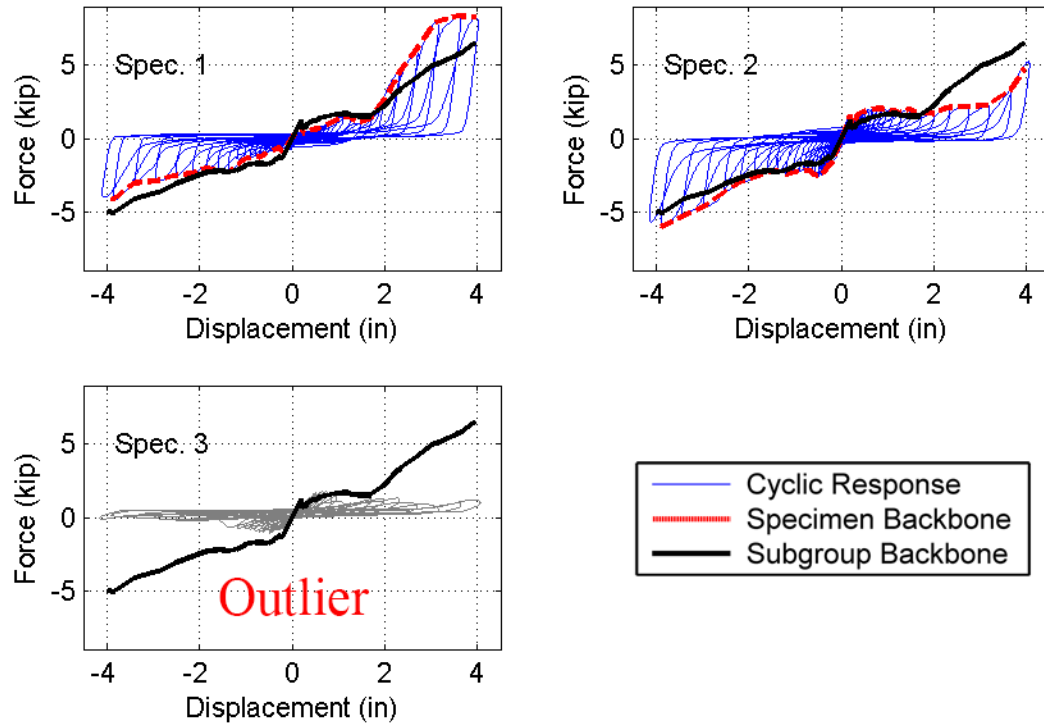 5
0
-5
Force (kip)
Spec. 1
-4
-2
0
2
4
Displacement (in)
5
0
-5
Force (kip)
Spec. 2
-4
-2
0
2
4
Displacement (in)
5
0
-5
Force (kip)
Spec. 3
Outlier
-4
-2
0
2
4
Displacement (in)
Cyclic Response
Specimen Backbone
Subgroup Backbone